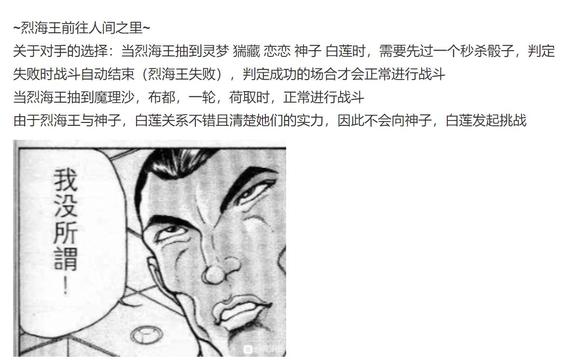 ~烈海王前往人间之里~
关于对手的选择：当烈海王抽到灵梦 猯藏 恋恋 神子 白莲时，需要先过一个秒杀骰子，判定
失败时战斗自动结束（烈海王失败），判定成功的场合才会正常进行战斗
当烈海王抽到魔理沙，布都，一轮，荷取时，正常进行战斗
由于烈海王与神子，白莲关系不错且清楚她们的实力，因此不会向神子，白莲发起挑战
我没所謂！